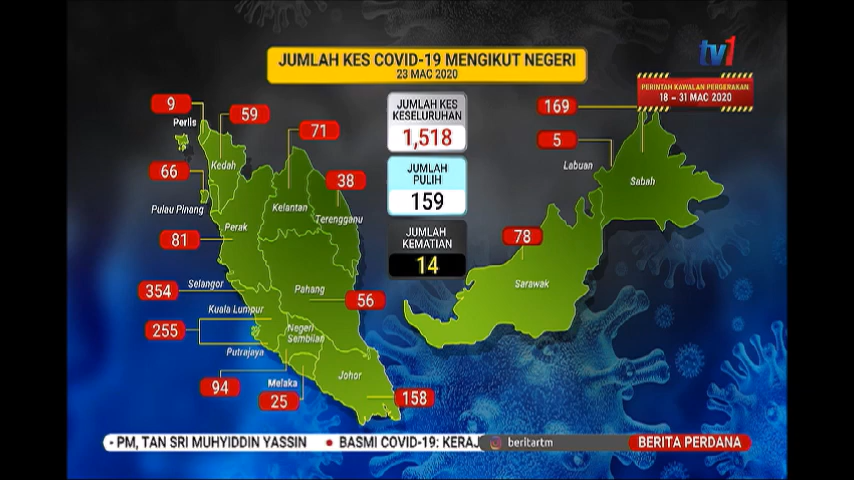 tv1
JUMLAH KES COVID-19 MENGIKUT NEGERI
23 MAC 2020
PERINTAH KAWALAN PERGERAKAN
18 – 31 MAC 2020
JUMLAH KES
KESELURUHAN
1,518
JUMLAH
PULIH
159
JUMLAH
KEMATIAN
14
9
Perlis
59
Kedah
71
Kelantan
66
Pulau Pinang
38
Terengganu
81
Perak
354
Selangor
Pahang
56
255
Kuala Lumpur
Putrajaya
Negeri
Sembilan
94
Melaka
25
Johor
158
169
5
Labuan
Sabah
78
Sarawak
- PM, TAN SRI MUHYIDDIN YASSIN • BASMI COVID-19: KERAJ
beritartm
BERITA PERDANA